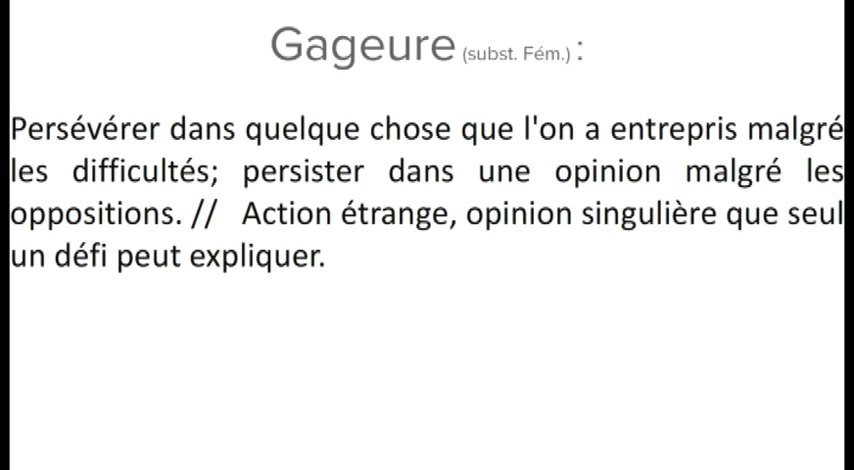 Gageure (subst. Fém.) :
Persévérer dans quelque chose que l'on a entrepris malgré
les difficultés; persister dans une opinion malgré les
oppositions. // Action étrange, opinion singulière que seul
un défi peut expliquer.